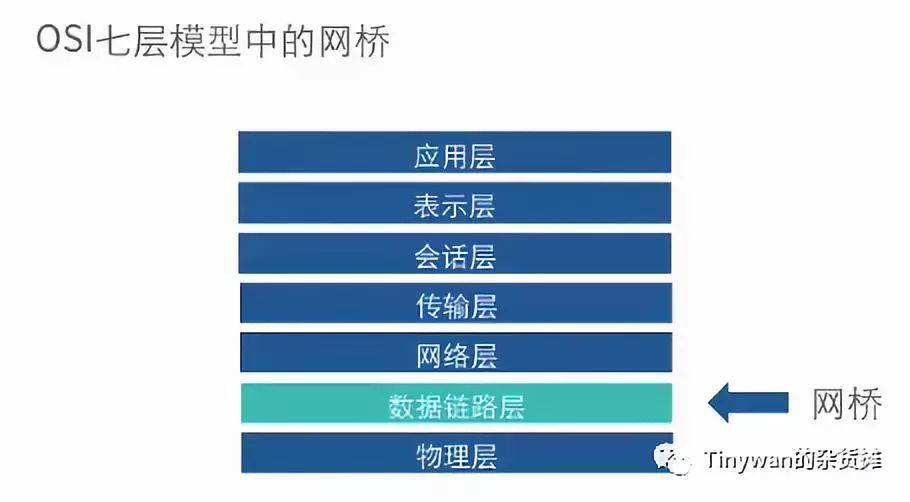 OSI七层模型中的网桥
应用层
表示层
会话层
传输层
网络层
数据链路层
网桥
物理层
Tinywan的杂货摊